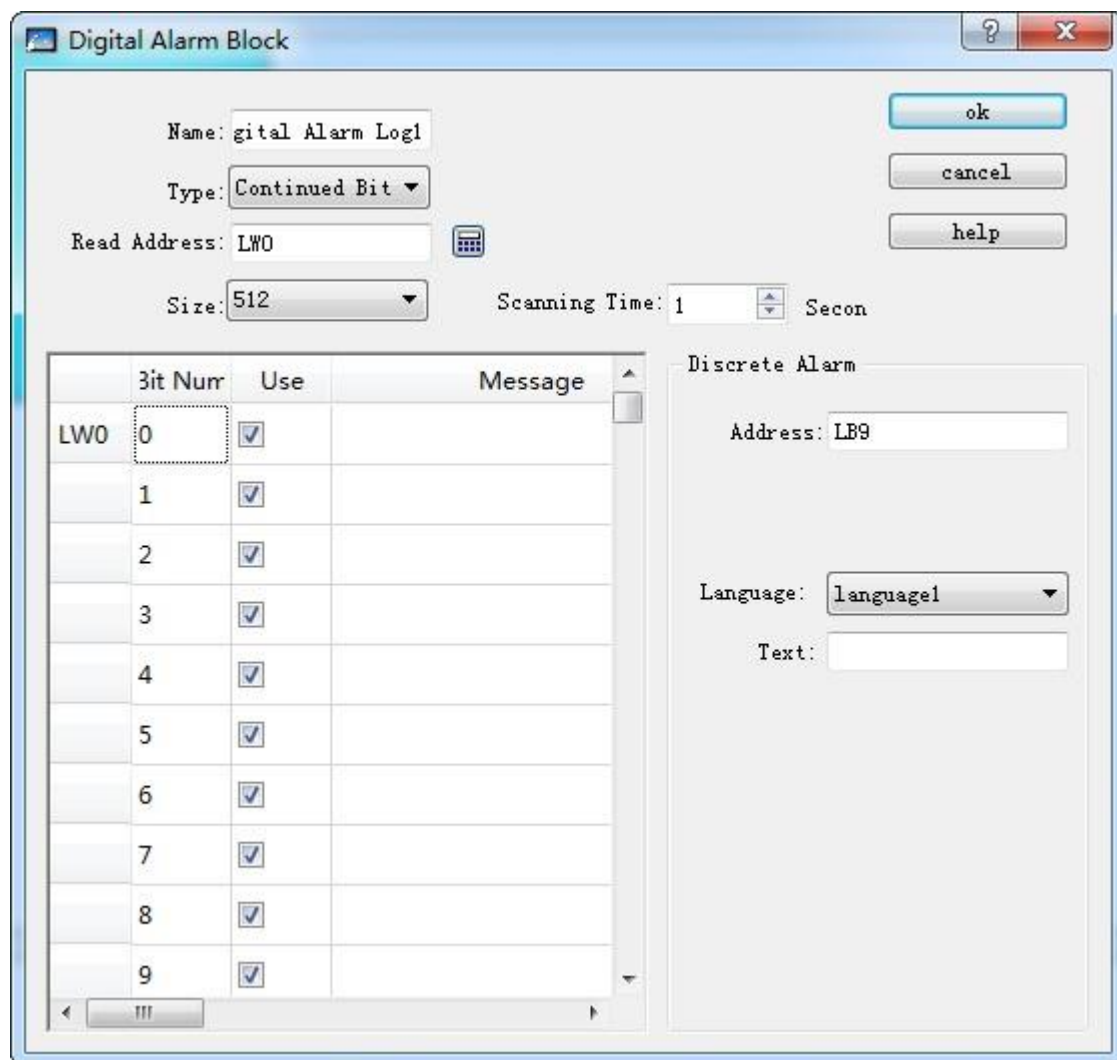 Digital Alarm Block
Name: gital Alarm Log1
ok
Type: Continued Bit
cancel
Read Address: LW0
help
Size: 512
Scanning Time: 1 Secon
Bit Num Use Message
LW0 0
1
2
3
4
5
6
7
8
9
Discrete Alarm
Address: LB9
Language: language1
Text: